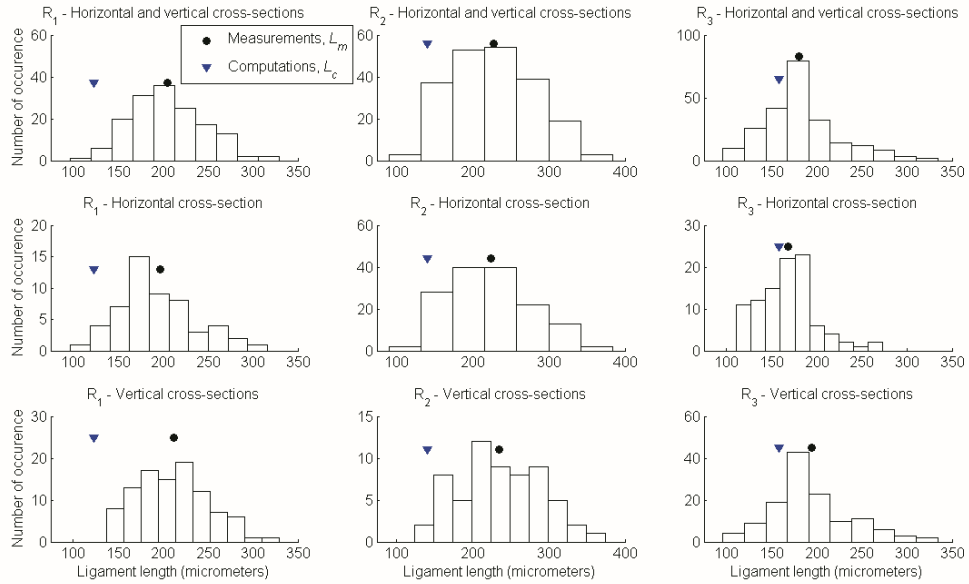 R1 - Horizontal and vertical cross-sections
R2 - Horizontal and vertical cross-sections
R3 - Horizontal and vertical cross-sections
Measurements, Lm
Computations, Lc
Number of occurence
60
40
20
0
100 150 200 250 300 350
60
40
20
0
100 200 300 400
100
50
0
100 150 200 250 300 350
R1 - Horizontal cross-section
R2 - Horizontal cross-section
R3 - Horizontal cross-section
Number of occurence
20
15
10
5
0
100 150 200 250 300 350
60
40
20
0
100 200 300 400
30
20
10
0
100 150 200 250 300 350
R1 - Vertical cross-sections
R2 - Vertical cross-sections
R3 - Vertical cross-sections
Number of occurence
30
20
10
0
100 150 200 250 300 350
Ligament length (micrometers)
15
10
5
0
100 200 300 400
Ligament length (micrometers)
60
40
20
0
100 150 200 250 300 350
Ligament length (micrometers)